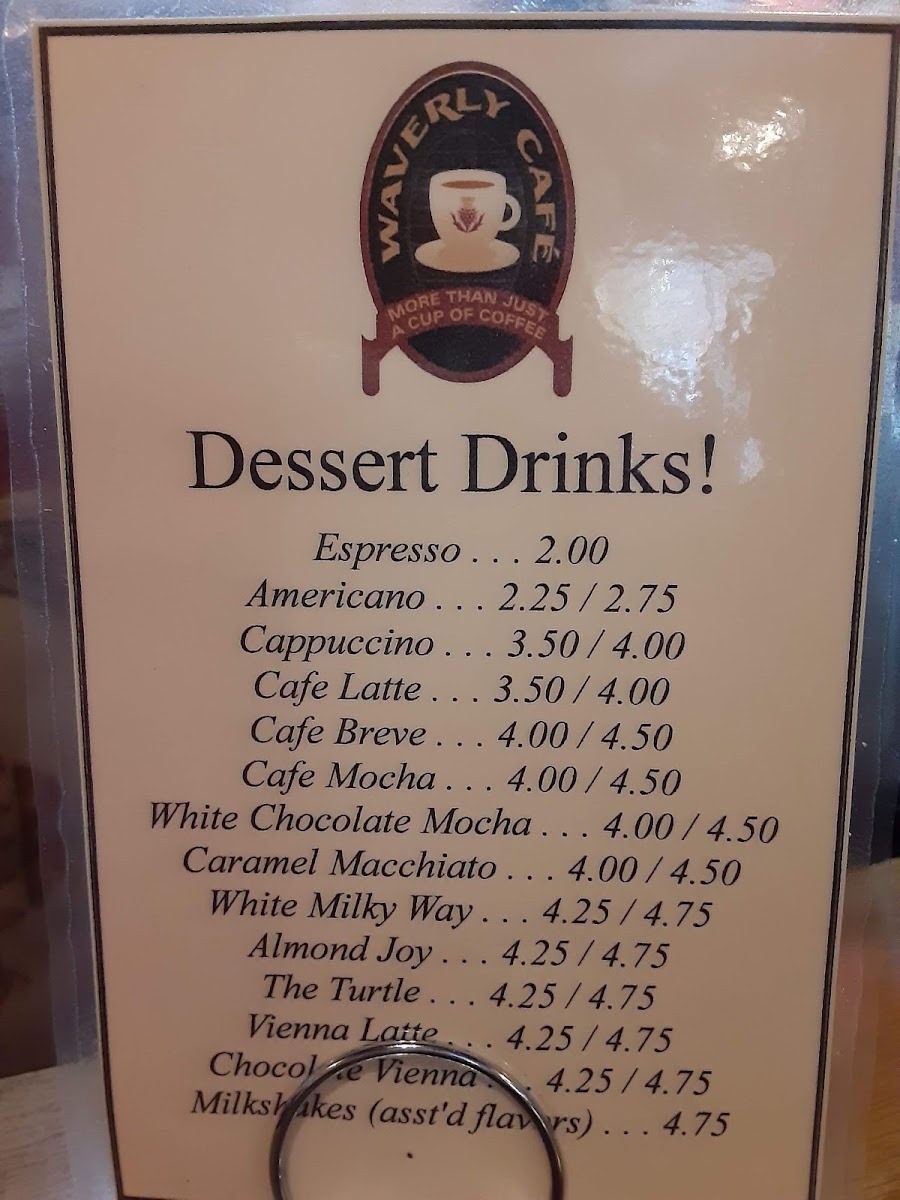 WAVERLY CAFÉ
MORE THAN JUST
A CUP OF COFFEE
Dessert Drinks!
Espresso . . . 2.00
Americano . . . 2.25 / 2.75
Cappuccino . . . 3.50 / 4.00
Cafe Latte . . . 3.50 / 4.00
Cafe Breve . . . 4.00 / 4.50
Cafe Mocha . . . 4.00 / 4.50
White Chocolate Mocha . . . 4.00 / 4.50
Caramel Macchiato . . . 4.00 / 4.50
White Milky Way . . . 4.25 / 4.75
Almond Joy . . . 4.25 / 4.75
The Turtle . . . 4.25 / 4.75
Vienna Latte . . . 4.25 / 4.75
Chocolate Vienna . . . 4.25 / 4.75
Milkshakes (asst'd flavors) . . . 4.75